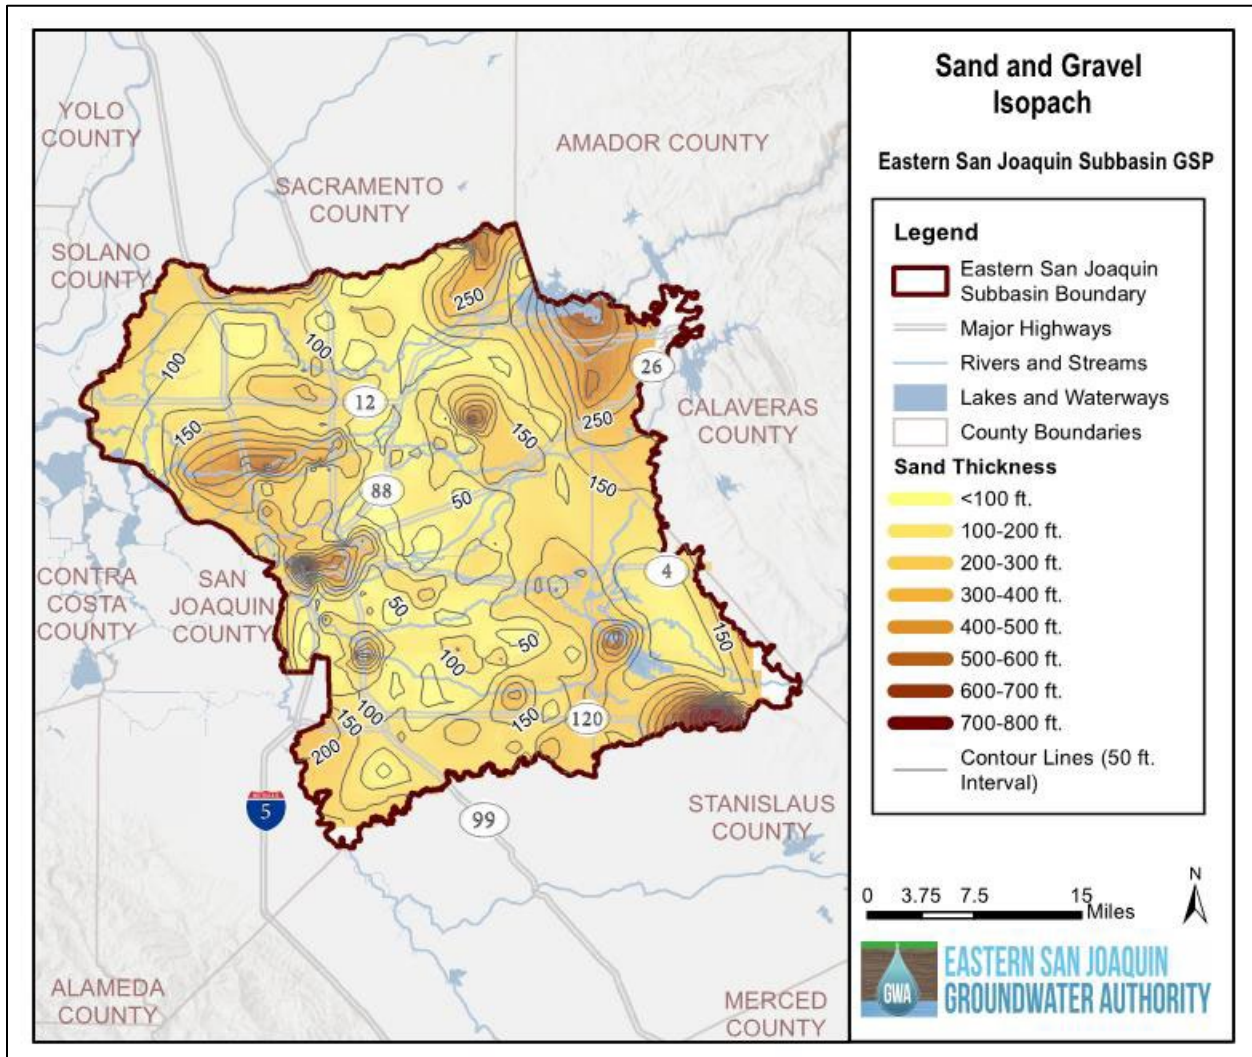 YOLO
COUNTY
AMADOR COUNTY
SACRAMENTO
COUNTY
SOLANO
COUNTY
CALAVERAS
COUNTY
CONTRA
COSTA
COUNTY
SAN
JOAQUIN
COUNTY
STANISLAUS
COUNTY
ALAMEDA
COUNTY
MERCED
COUNTY
250
100
100
26
12
250
150
150
150
88
50
4
50
50
150
100
100
150
150
120
200
5
99
Sand and Gravel
Isopach
Eastern San Joaquin Subbasin GSP
Legend
Eastern San Joaquin
Subbasin Boundary
Major Highways
Rivers and Streams
Lakes and Waterways
County Boundaries
Sand Thickness
<100 ft.
100-200 ft.
200-300 ft.
300-400 ft.
400-500 ft.
500-600 ft.
600-700 ft.
700-800 ft.
Contour Lines (50 ft.
Interval)
0 3.75 7.5 15
Miles
N
GWA
EASTERN SAN JOAQUIN
GROUNDWATER AUTHORITY